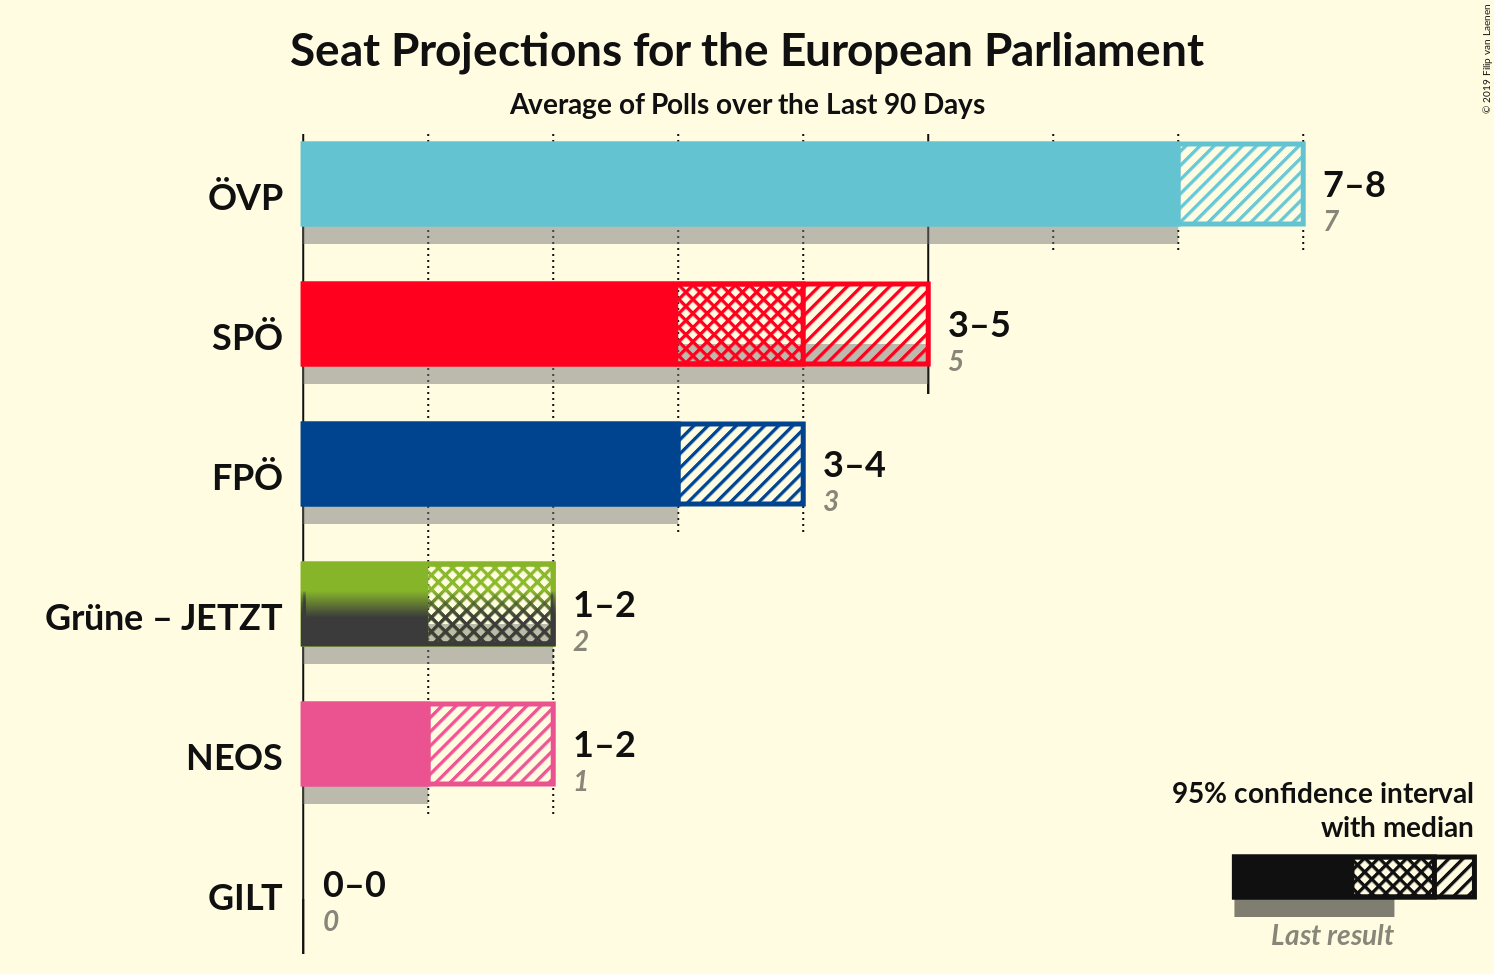 Seat Projections for the European Parliament
Average of Polls over the Last 90 Days
© 2019 Filip van Laenen
ÖVP
7–8
7
SPÖ
3–5
5
FPÖ
3–4
3
Grüne – JETZT
1–2
2
NEOS
1–2
1
GILT
0–0
0
95% confidence interval
with median
Last result